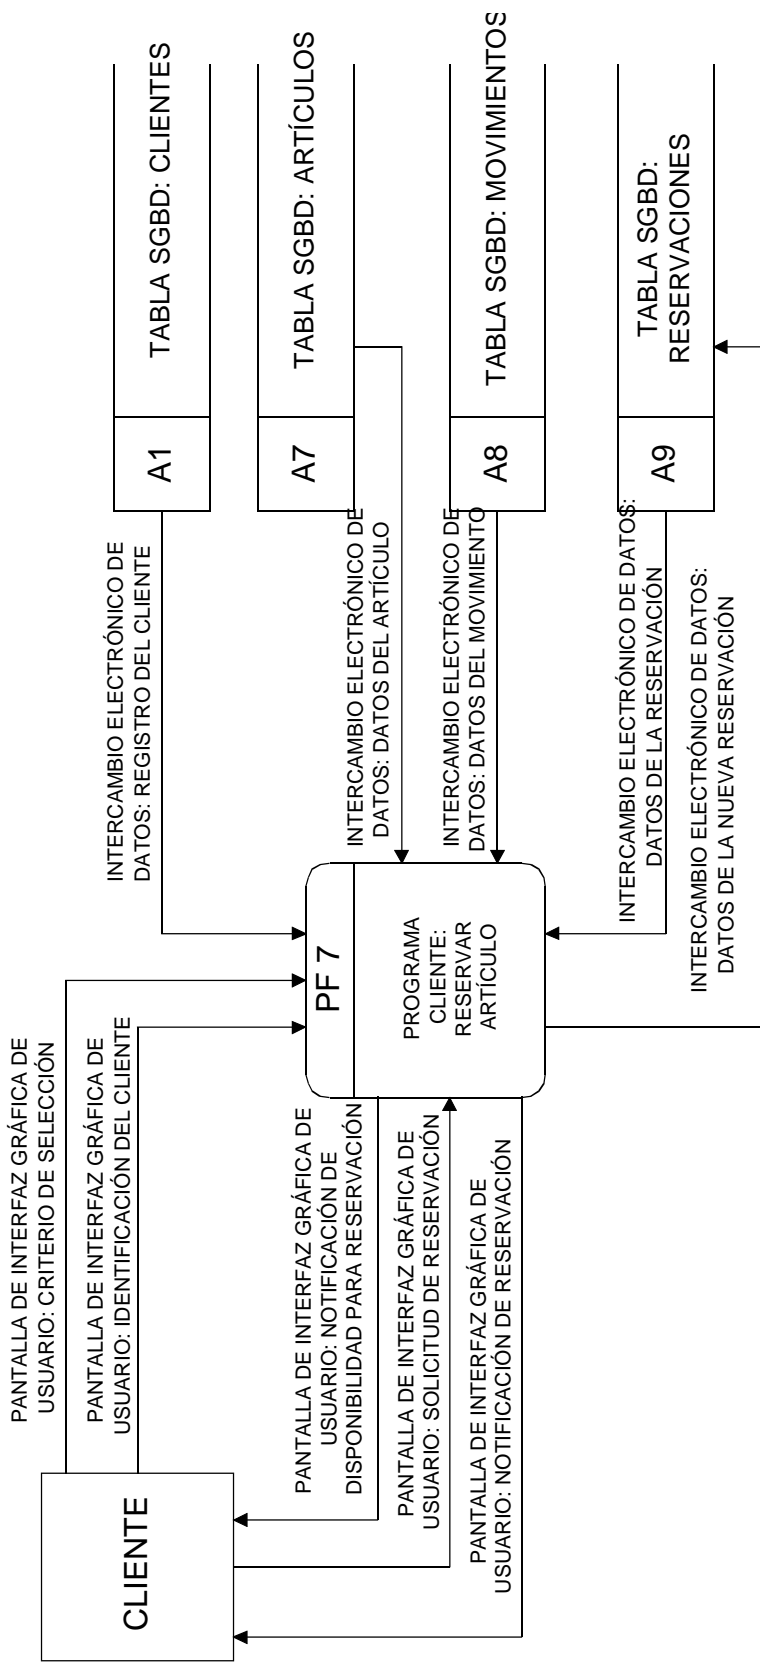 CLIENTE
PANTALLA DE INTERFAZ GRÁFICA DE
USUARIO: CRITERIO DE SELECCIÓN
PANTALLA DE INTERFAZ GRÁFICA DE
USUARIO: IDENTIFICACIÓN DEL CLIENTE
PANTALLA DE INTERFAZ GRÁFICA DE
USUARIO: NOTIFICACIÓN DE
DISPONIBILIDAD PARA RESERVACIÓN
PANTALLA DE INTERFAZ GRÁFICA DE
USUARIO: SOLICITUD DE RESERVACIÓN
PANTALLA DE INTERFAZ GRÁFICA DE
USUARIO: NOTIFICACIÓN DE RESERVACIÓN
PF 7
PROGRAMA
CLIENTE:
RESERVAR
ARTÍCULO
INTERCAMBIO ELECTRÓNICO DE
DATOS: REGISTRO DEL CLIENTE
INTERCAMBIO ELECTRÓNICO DE
DATOS: DATOS DEL ARTÍCULO
INTERCAMBIO ELECTRÓNICO DE
DATOS: DATOS DEL MOVIMIENTO
INTERCAMBIO ELECTRÓNICO DE DATOS:
DATOS DE LA RESERVACIÓN
INTERCAMBIO ELECTRÓNICO DE DATOS:
DATOS DE LA NUEVA RESERVACIÓN
A1
TABLA SGBD: CLIENTES
A7
TABLA SGBD: ARTÍCULOS
A8
TABLA SGBD: MOVIMIENTOS
A9
TABLA SGBD:
RESERVACIONES